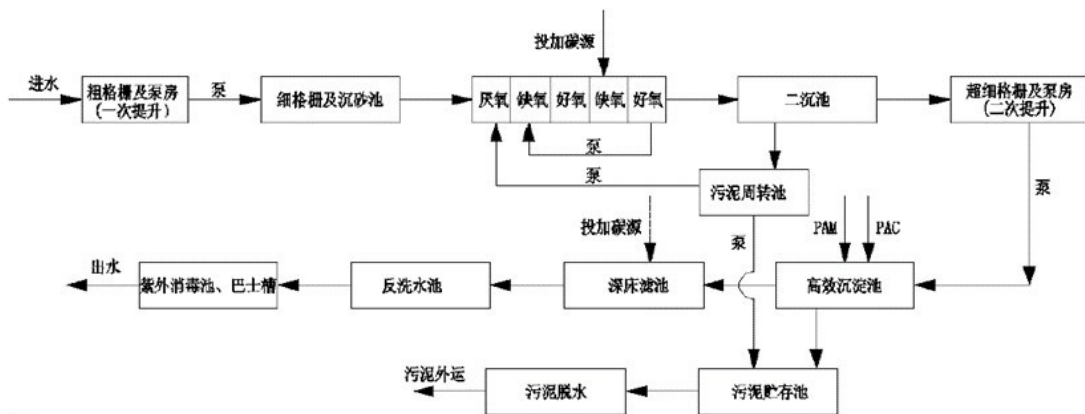 投加碳源
进水
粗格栅及泵房
(一次提升)
泵
细格栅及沉砂池
厌氧
缺氧
好氧
缺氧
好氧
二沉池
超细格栅及泵房
(二次提升)
泵
泵
污泥周转池
泵
投加碳源
泵
PAM
PAC
出水
紫外消毒池、巴士槽
反洗水池
深床滤池
高效沉淀池
污泥外运
污泥脱水
污泥贮存池